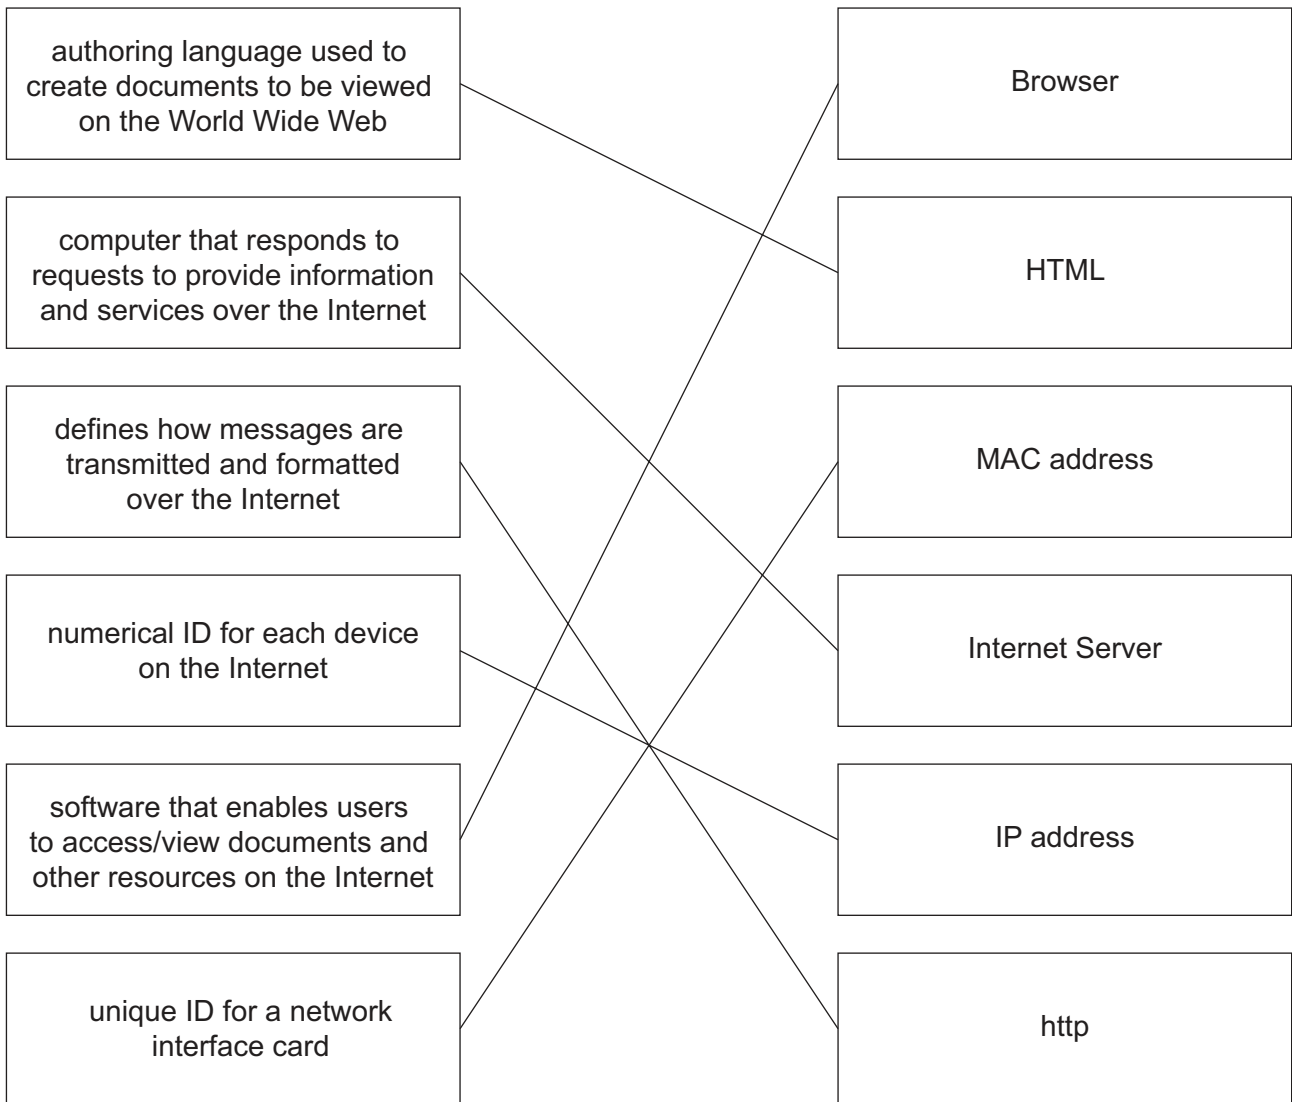 authoring language used to
create documents to be viewed
on the World Wide Web
Browser
computer that responds to
requests to provide information
and services over the Internet
HTML
defines how messages are
transmitted and formatted
over the Internet
MAC address
numerical ID for each device
on the Internet
Internet Server
software that enables users
to access/view documents and
other resources on the Internet
IP address
unique ID for a network
interface card
http